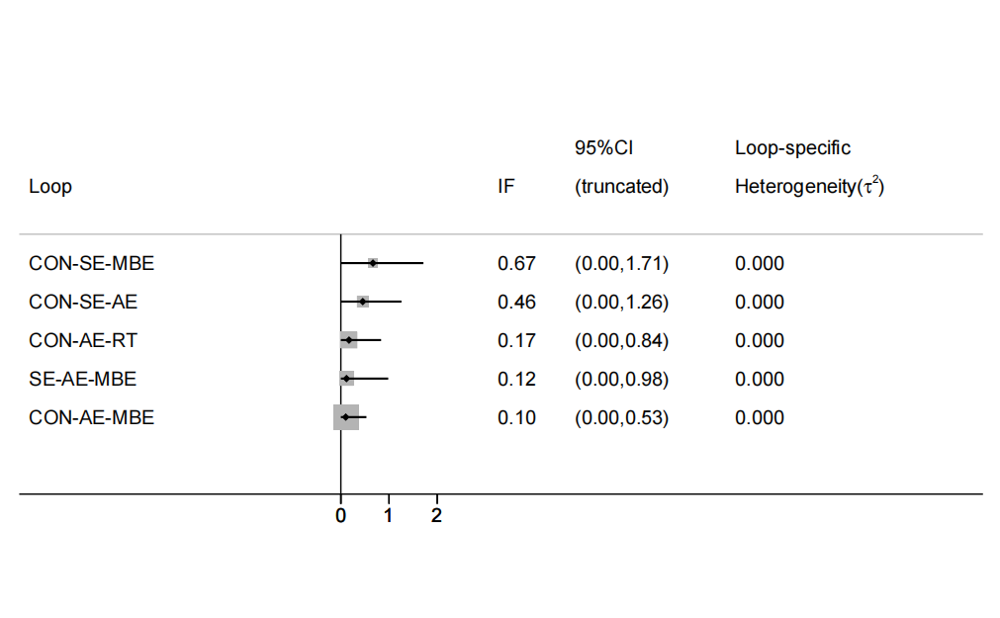 95%CI Loop-specific
Loop IF (truncated) Heterogeneity(τ²)
CON-SE-MBE 0.67 (0.00,1.71) 0.000
CON-SE-AE 0.46 (0.00,1.26) 0.000
CON-AE-RT 0.17 (0.00,0.84) 0.000
SE-AE-MBE 0.12 (0.00,0.98) 0.000
CON-AE-MBE 0.10 (0.00,0.53) 0.000
0 1 2